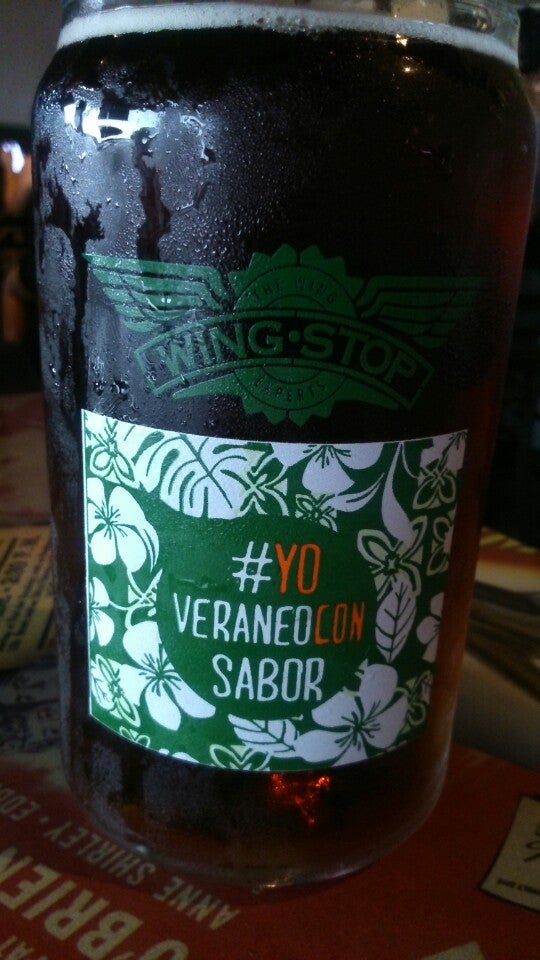 THE WING
WING·STOP
EXPERTS
#YO
VERANEOCON
SABOR
O'BRIEN
ANNE SHIRLEY